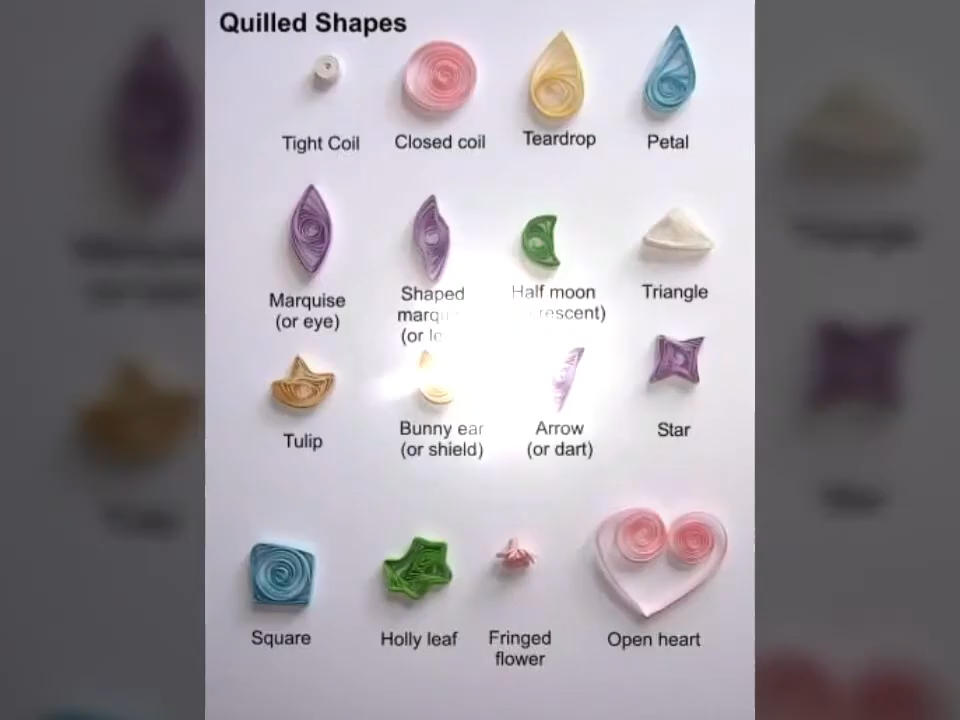 Quilled Shapes
Tight Coil
Closed coil
Teardrop
Petal
Marquise
(or eye)
Shaped
Half moon
Triangle
Tulip
Bunny ear
(or shield)
Arrow
(or dart)
Star
Square
Holly leaf
Fringed
flower
Open heart